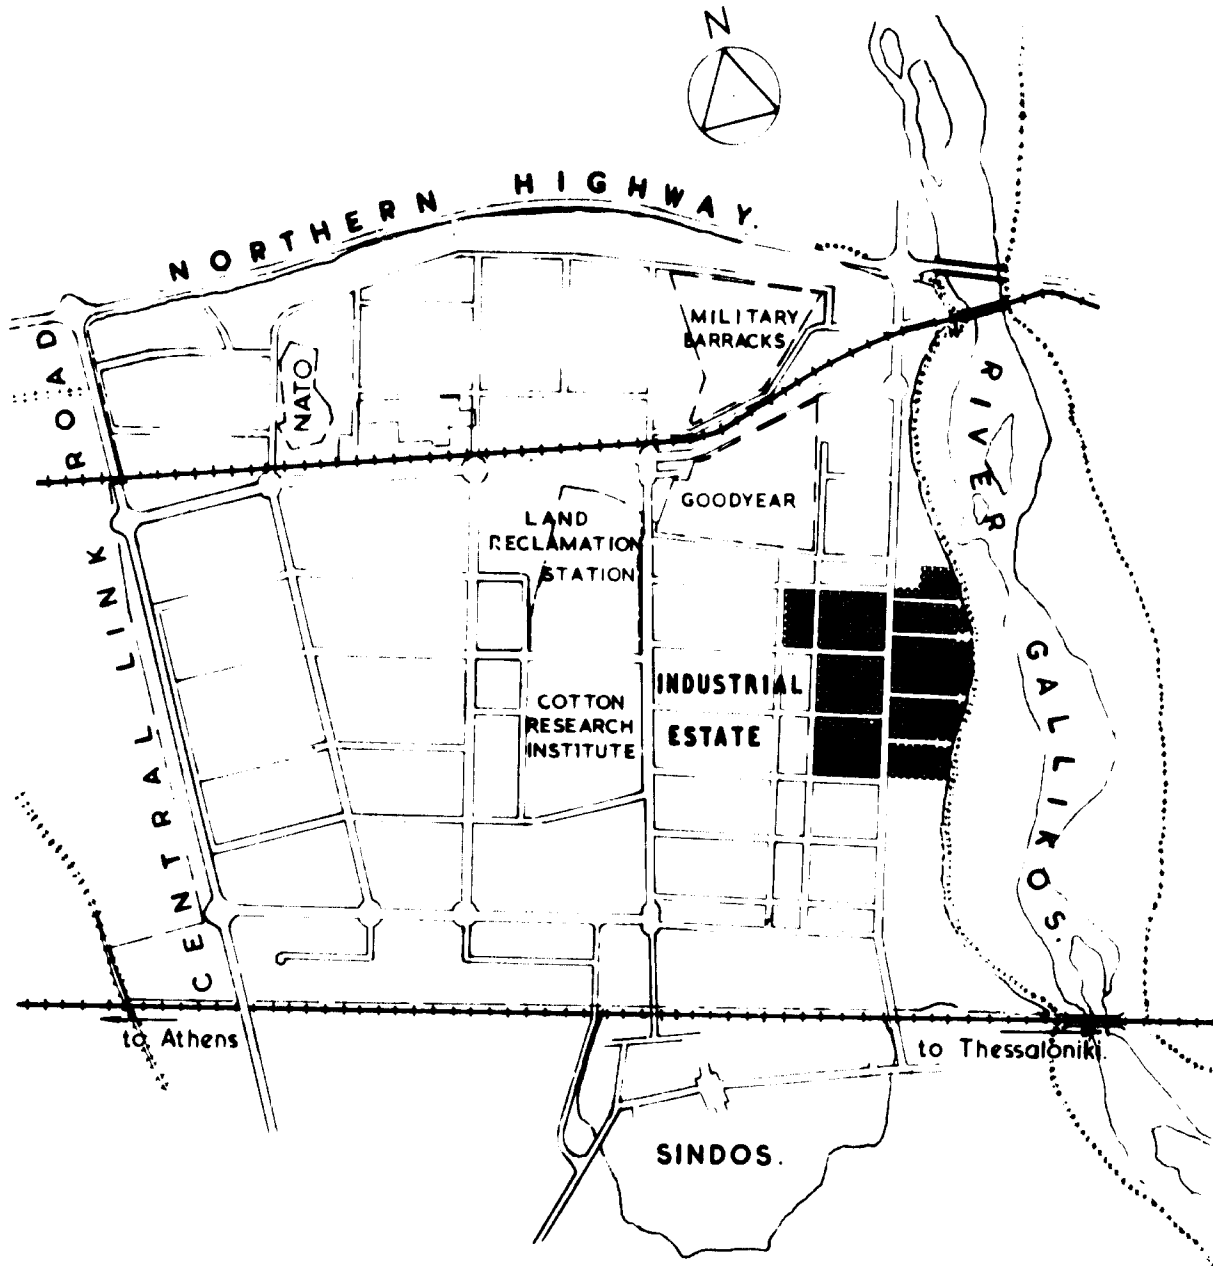 N
NORTHERN HIGHWAY.
MILITARY
BARRACKS
NATO
CENTRAL LINK ROAD
RIVER GALLIKOS.
GOODYEAR
LAND
RECLAMATION
STATION
INDUSTRIAL
ESTATE
COTTON
RESEARCH
INSTITUTE
to Athens
to Thessaloniki.
SINDOS.